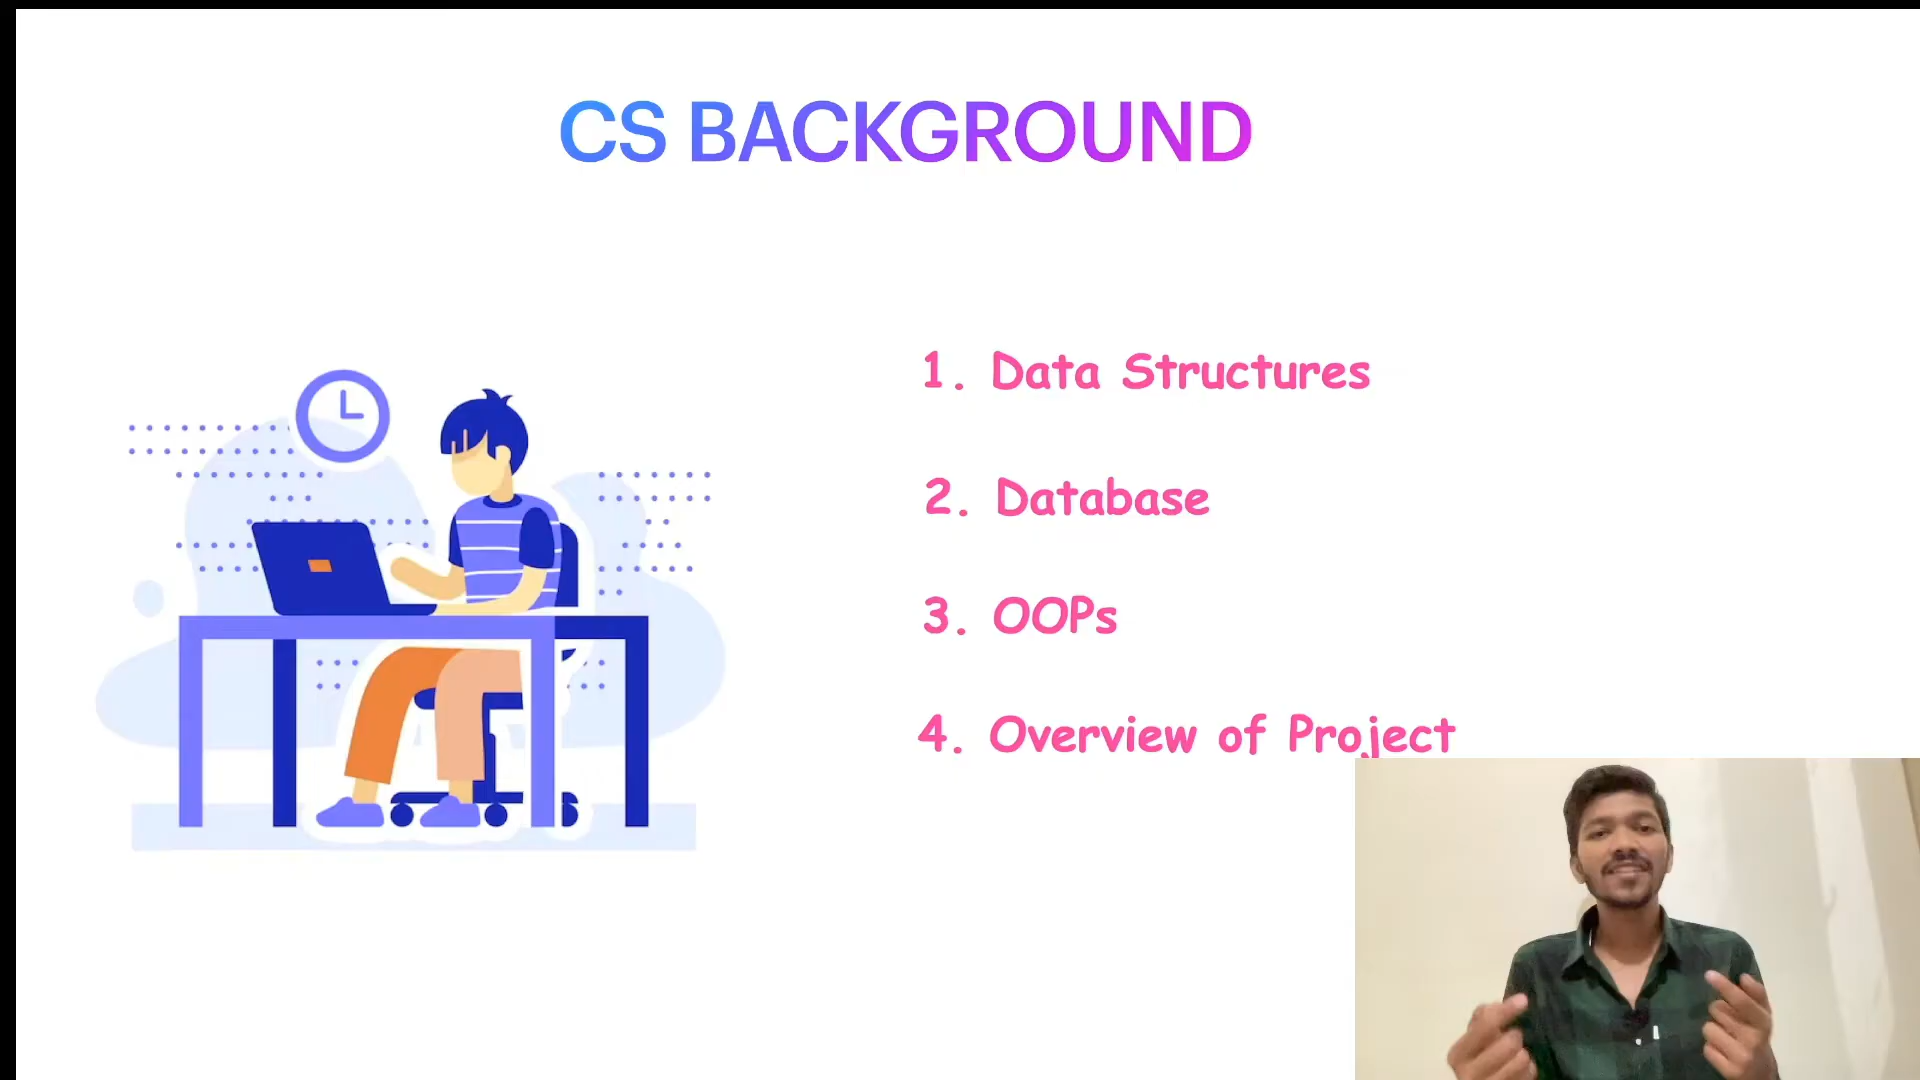 CS BACKGROUND
1. Data Structures
2. Database
3. OOPs
4. Overview of Project